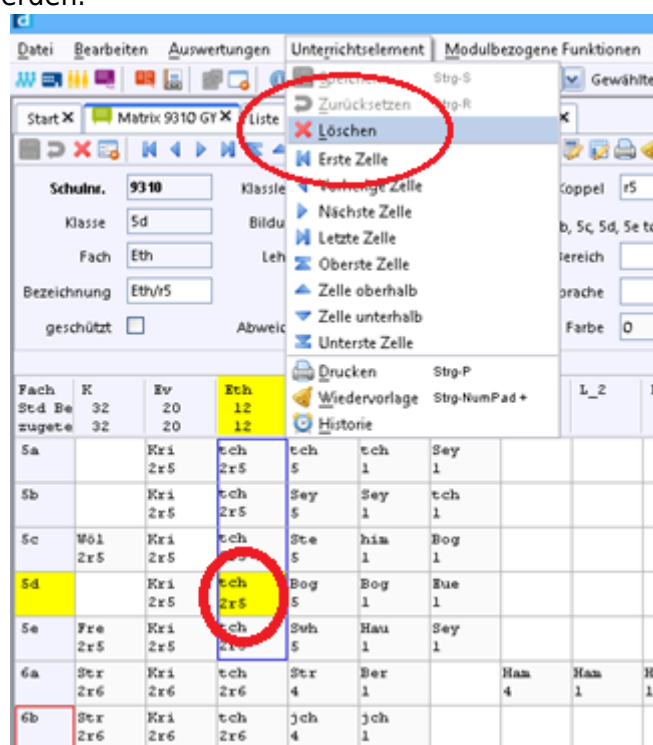 erden.
Datei Bearbeiten Auswertungen Unterrichtselement Modulbezogene Funktionen
Strg-S
Gewählte
Zurücksetzen Strg-R
Start Matrix 9310 GY Liste
Löschen
Erste Zelle
Schulnr. 9310 Klassle Vorherige Zelle Koppel r5
Klasse 5d Bildu Nächste Zelle b, 5c, 5d, 5e
Letzte Zelle
Fach Eth Leh Oberste Zelle Bereich
Bezeichnung Eth/r5 Zelle oberhalb prache
geschützt Abweic Zelle unterhalb Farbe 0
Unterste Zelle
Drucken Strg-P
Wiedervorlage Strg-NumPad +
Historie
Fach K Ev Eth L_2
Std Be 32 20 12
zugete 32 20 12
5a Kri tch tch tch Sey
2r5 2r5 5 1 1
5b Kri tch Sey Sey tch
2r5 2r5 5 1 1
5c Wöl Kri tch Ste him Bog
2r5 2r5 5 1 1
5d Kri tch Bog Bog Eue
2r5 2r5 5 1 1
5e Fre Kri tch Swh Hau Sey
2r5 2r5 2r5 5 1 1
6a Str Kri tch Str Ber Ham Ham
2r6 2r6 2r6 4 1 4 1
6b Str Kri tch jch jch
2r6 2r6 2r6 4 1